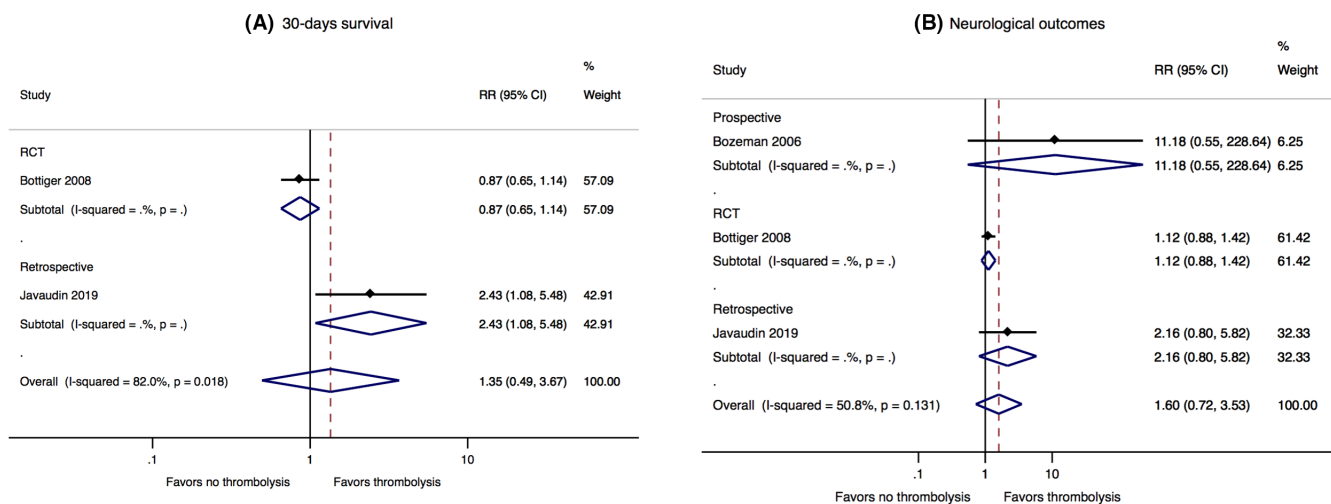 (A) 30-days survival
%
Study RR (95% CI) Weight
RCT
Bottiger 2008 0.87 (0.65, 1.14) 57.09
Subtotal (I-squared = .%, p = .) 0.87 (0.65, 1.14) 57.09
.
Retrospective
Javaudin 2019 2.43 (1.08, 5.48) 42.91
Subtotal (I-squared = .%, p = .) 2.43 (1.08, 5.48) 42.91
.
Overall (I-squared = 82.0%, p = 0.018) 1.35 (0.49, 3.67) 100.00
.1 1 10
Favors no thrombolysis Favors thrombolysis
(B) Neurological outcomes
%
Study RR (95% CI) Weight
Prospective
Bozeman 2006 11.18 (0.55, 228.64) 6.25
Subtotal (I-squared = .%, p = .) 11.18 (0.55, 228.64) 6.25
.
RCT
Bottiger 2008 1.12 (0.88, 1.42) 61.42
Subtotal (I-squared = .%, p = .) 1.12 (0.88, 1.42) 61.42
.
Retrospective
Javaudin 2019 2.16 (0.80, 5.82) 32.33
Subtotal (I-squared = .%, p = .) 2.16 (0.80, 5.82) 32.33
.
Overall (I-squared = 50.8%, p = 0.131) 1.60 (0.72, 3.53) 100.00
.1 1 10
Favors no thrombolysis Favors thrombolysis